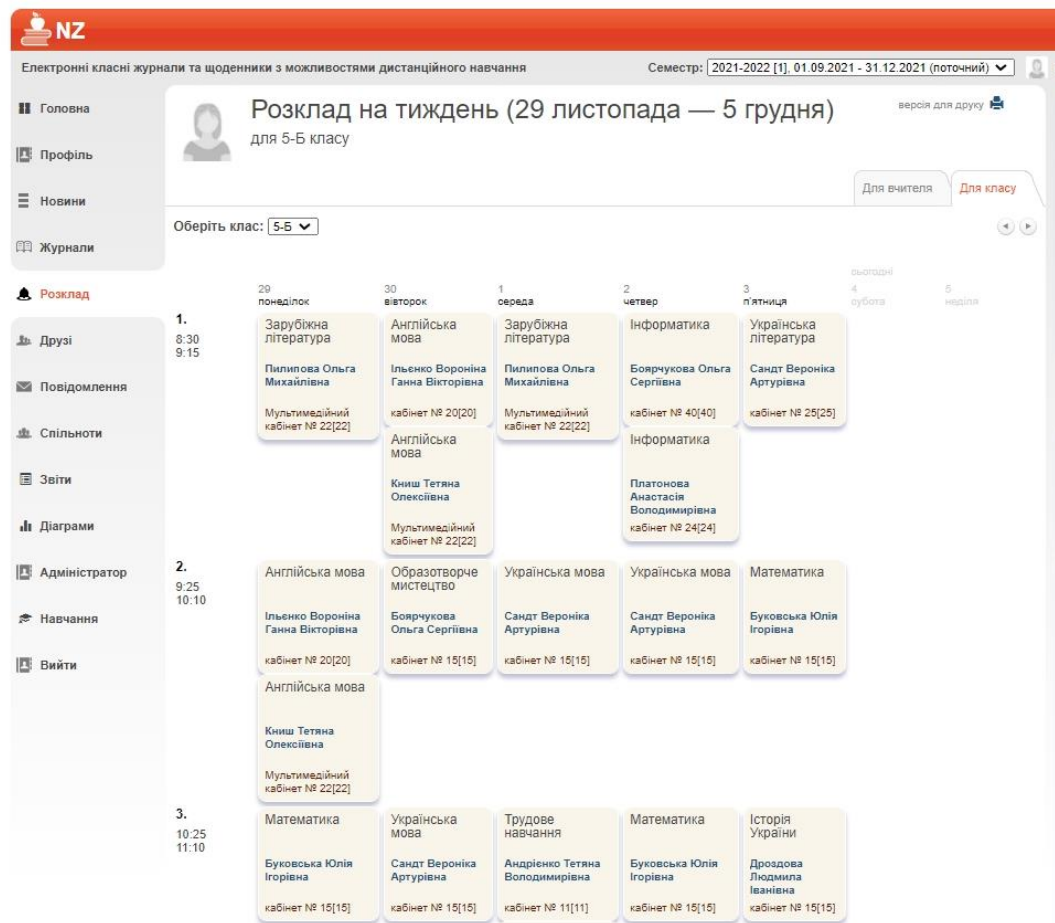 NZ
Електронні класні журнали та щоденники з можливостями дистанційного навчання
Семестр: 2021-2022 [1], 01.09.2021 - 31.12.2021 (поточний)
Головна
Профіль
Новини
Журнали
Розклад
Друзі
Повідомлення
Спільноти
Звіти
Діаграми
Адміністратор
Навчання
Вийти
Розклад на тиждень (29 листопада — 5 грудня)
для 5-Б класу
версія для друку
Для вчителя
Для класу
Оберіть клас: 5-Б
сьогодні
29 30 1 2 3 4 5
понеділок вівторок середа четвер п'ятниця субота неділя
1.
8:30
9:15
Зарубіжна
література
Пилипова Ольга
Михайлівна
Мультимедійний
кабінет № 22[22]
Англійська
мова
Ільєнко Вороніна
Ганна Вікторівна
кабінет № 20[20]
Англійська
мова
Книш Тетяна
Олексіївна
Мультимедійний
кабінет № 22[22]
Зарубіжна
література
Пилипова Ольга
Михайлівна
Мультимедійний
кабінет № 22[22]
Інформатика
Боярчукова Ольга
Сергіївна
кабінет № 40[40]
Інформатика
Платонова
Анастасія
Володимирівна
кабінет № 24[24]
Українська
література
Сандт Вероніка
Артурівна
кабінет № 25[25]
2.
9:25
10:10
Англійська мова
Ільєнко Вороніна
Ганна Вікторівна
кабінет № 20[20]
Англійська мова
Книш Тетяна
Олексіївна
Мультимедійний
кабінет № 22[22]
Образотворче
мистецтво
Боярчукова
Ольга Сергіївна
кабінет № 15[15]
Українська мова
Сандт Вероніка
Артурівна
кабінет № 15[15]
Українська мова
Сандт Вероніка
Артурівна
кабінет № 15[15]
Математика
Буковська Юлія
Ігорівна
кабінет № 15[15]
3.
10:25
11:10
Математика
Буковська Юлія
Ігорівна
кабінет № 15[15]
Українська
мова
Сандт Вероніка
Артурівна
кабінет № 15[15]
Трудове
навчання
Андрієнко Тетяна
Володимирівна
кабінет № 11[11]
Математика
Буковська Юлія
Ігорівна
кабінет № 15[15]
Історія
України
Дроздова
Людмила
Іванівна
кабінет № 15[15]